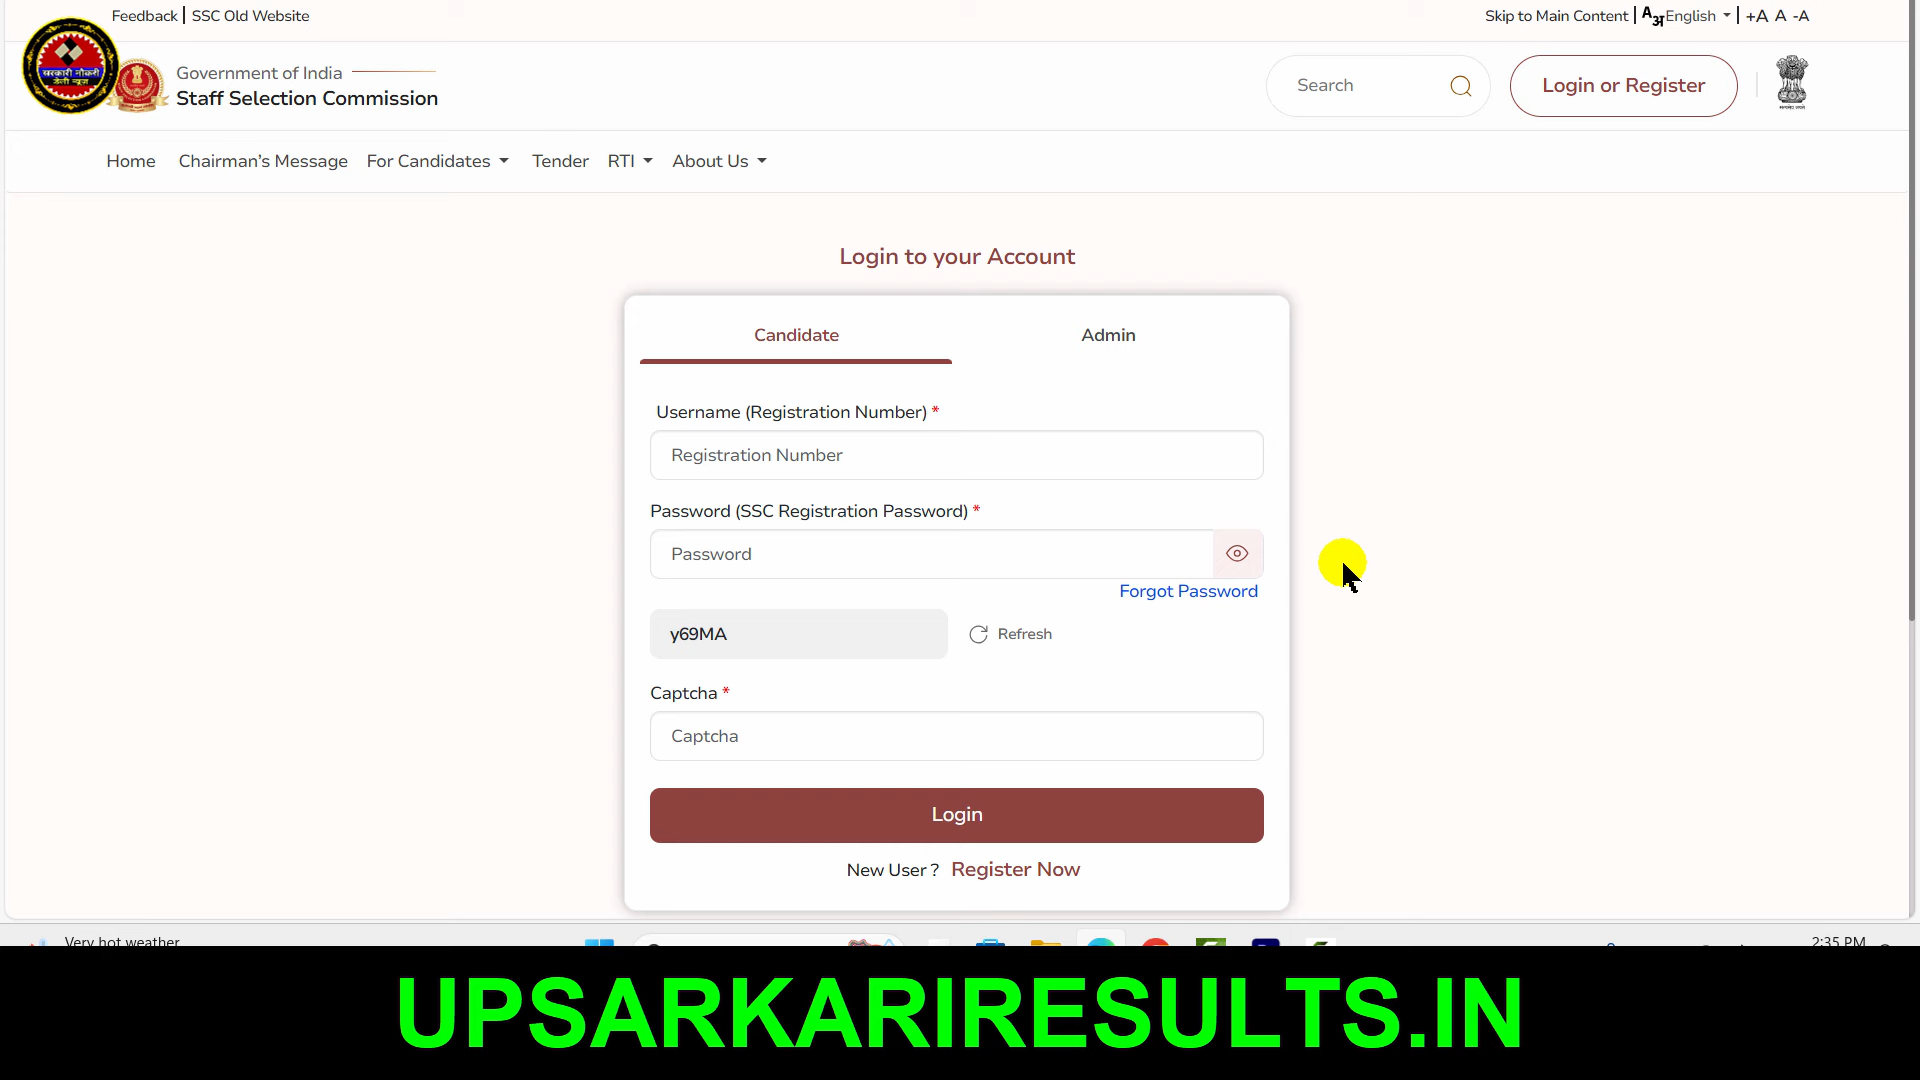 Feedback | SSC Old Website
Skip to Main Content | English | +A A -A
सरकारी नौकरी
डेली न्यूज
Government of India
Staff Selection Commission
Search
Login or Register
Home Chairman's Message For Candidates Tender RTI About Us
Login to your Account
Candidate Admin
Username (Registration Number) *
Registration Number
Password (SSC Registration Password) *
Password
Forgot Password
y69MA Refresh
Captcha *
Captcha
Login
New User ? Register Now
Very hot weather
2:35 PM
UPSARKARIRESULTS.IN